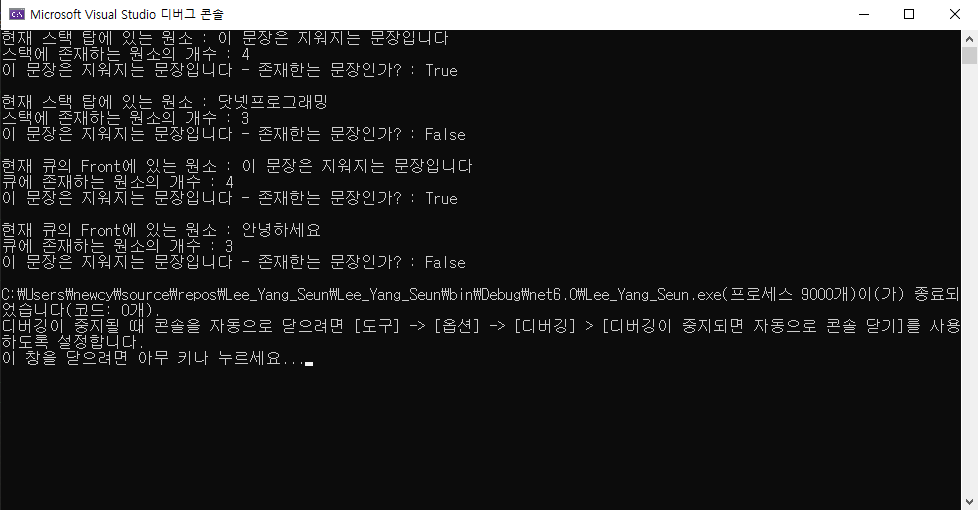 Microsoft Visual Studio 디버그 콘솔
현재 스택 탑에 있는 원소 : 이 문장은 지워지는 문장입니다
스택에 존재하는 원소의 개수 : 4
이 문장은 지워지는 문장입니다 - 존재하는 문장인가? : True
현재 스택 탑에 있는 원소 : 닷넷프로그래밍
스택에 존재하는 원소의 개수 : 3
이 문장은 지워지는 문장입니다 - 존재하는 문장인가? : False
현재 큐의 Front에 있는 원소 : 이 문장은 지워지는 문장입니다
큐에 존재하는 원소의 개수 : 4
이 문장은 지워지는 문장입니다 - 존재하는 문장인가? : True
현재 큐의 Front에 있는 원소 : 안녕하세요
큐에 존재하는 원소의 개수 : 3
이 문장은 지워지는 문장입니다 - 존재하는 문장인가? : False
C:₩Users₩newcy₩source₩repos₩Lee_Yang_Seun₩Lee_Yang_Seun₩bin₩Debug₩net6.0₩Lee_Yang_Seun.exe(프로세스 9000개)이(가) 종료되
었습니다(코드: 0개).
디버깅이 중지될 때 콘솔을 자동으로 닫으려면 [도구] -> [옵션] -> [디버깅] > [디버깅이 중지되면 자동으로 콘솔 닫기]를 사용
하도록 설정합니다.
이 창을 닫으려면 아무 키나 누르세요...